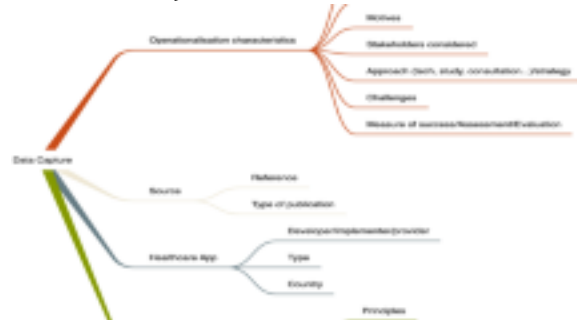 Motives
Operationalisation characteristics
Stakeholders considered
Approach (tech, study, consultation...)/strategy
Challenges
Measure of success/Assessment/Evaluation
Data Capture
Reference
Source
Type of publication
Developer/implementer/provider
Healthcare App
Type
Country
Principles